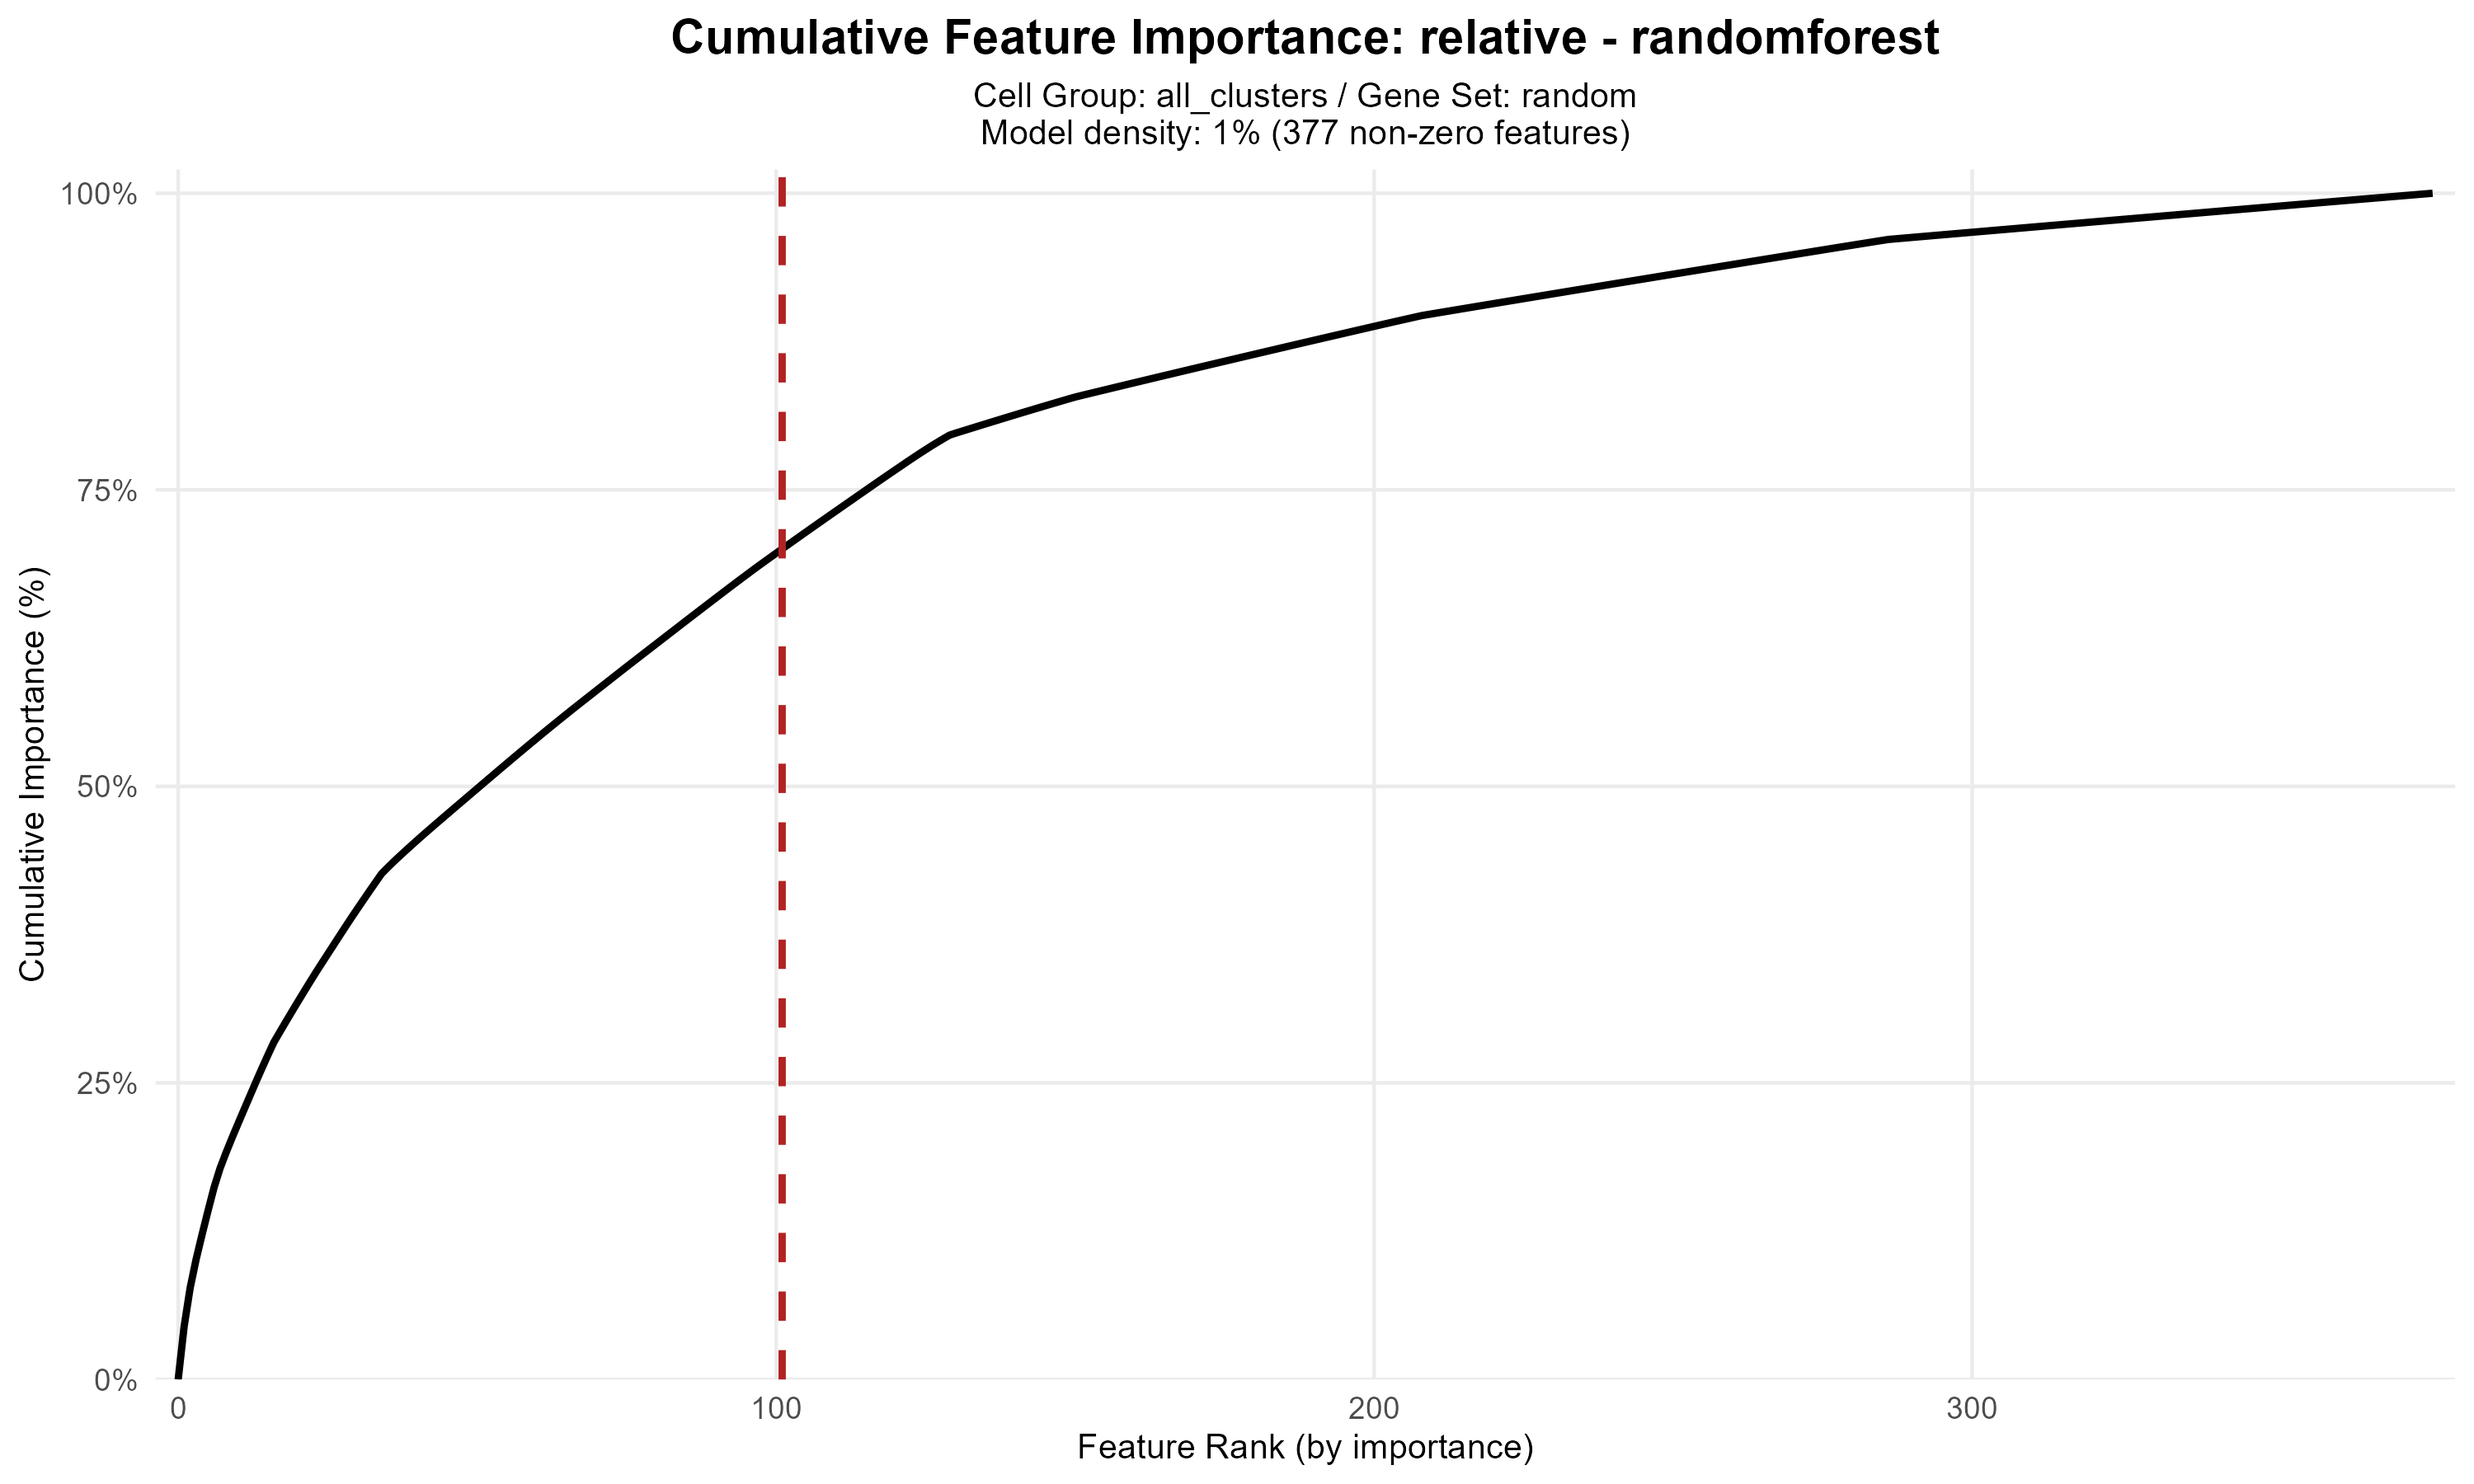 Cumulative Feature Importance: relative - randomforest
Cell Group: all_clusters / Gene Set: random
Model density: 1% (377 non-zero features)
100%
75%
50%
25%
0%
Cumulative Importance (%)
0
100
200
300
Feature Rank (by importance)